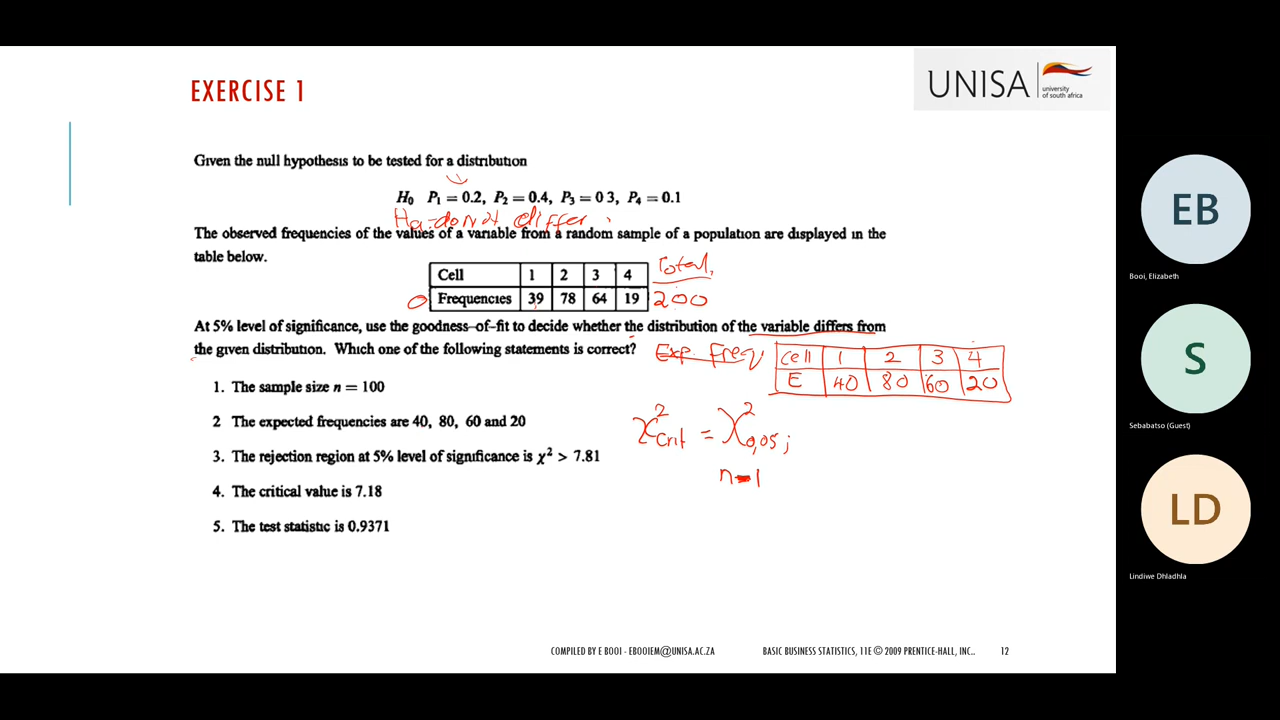 EXERCISE 1
UNISA
university
of south africa
Given the null hypothesis to be tested for a distribution
H₀ P₁ = 0.2, P₂ = 0.4, P₃ = 0 3, P₄ = 0.1
Ha = do not differ
The observed frequencies of the values of a variable from a random sample of a population are displayed in the
table below.
Total
Cell 1 2 3 4
O Frequencies 39 78 64 19 200
At 5% level of significance, use the goodness-of-fit to decide whether the distribution of the variable differs from
the given distribution. Which one of the following statements is correct?
Exp. Freq Cell 1 2 3 4
E 40 80 60 20
1. The sample size n = 100
2 The expected frequencies are 40, 80, 60 and 20
3. The rejection region at 5% level of significance is χ² > 7.81
4. The critical value is 7.18
5. The test statistic is 0.9371
χ²crit = χ²0,05;
n-1
COMPILED BY E BOOI - EBOOIEM@UNISA.AC.ZA
BASIC BUSINESS STATISTICS, 11E © 2009 PRENTICE-HALL, INC..
12
EB
Booi, Elizabeth
S
Sebabatso (Guest)
LD
Lindiwe Dhladhla